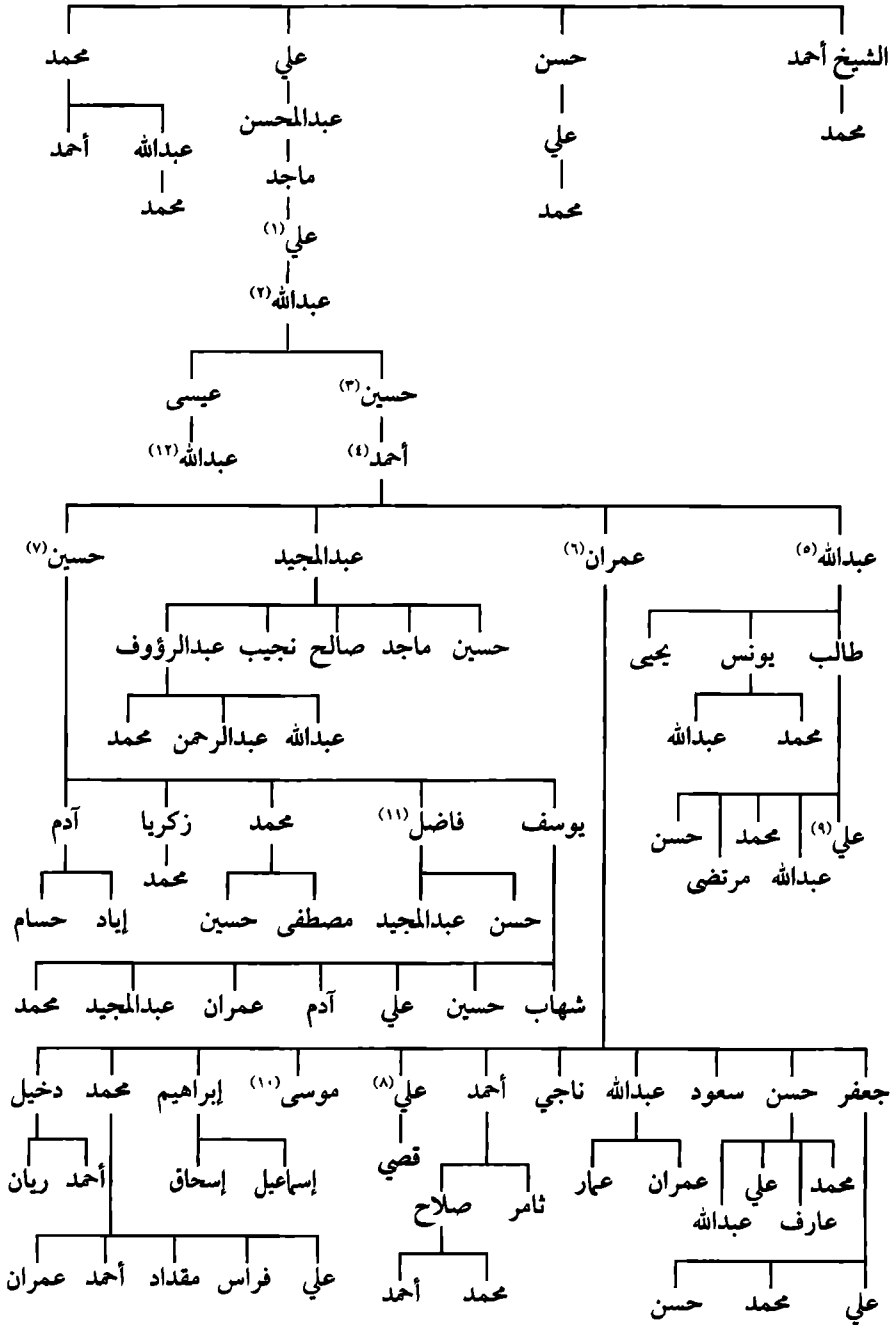 الشيخ أحمد حسن علي محمد
محمد علي عبدالمحسن عبدالله أحمد
محمد ماجد محمد
علي(١)
عبدالله(٢)
حسين(٣) عيسى
أحمد(٤) عبدالله(١٢)
عبدالله(٥) عمران(٦) عبدالمجيد حسين(٧)
طالب يونس يحيى حسين ماجد صالح نجيب عبدالرؤوف
محمد عبدالله عبدالله عبدالرحمن محمد
علي(٩) محمد حسن يوسف فاضل(١١) محمد زكريا آدم
عبدالله مرتضى محمد
حسن عبدالمجيد مصطفى حسين إياد حسام
شهاب حسين علي آدم عمران عبدالمجيد محمد
جعفر حسن سعود عبدالله ناجي أحمد علي(٨) موسى(١٠) إبراهيم محمد دخيل
محمد علي عمران عمار قصي إسماعيل إسحاق أحمد ريان
عارف عبدالله ثامر صلاح
علي محمد حسن محمد أحمد علي فراس مقداد أحمد عمران